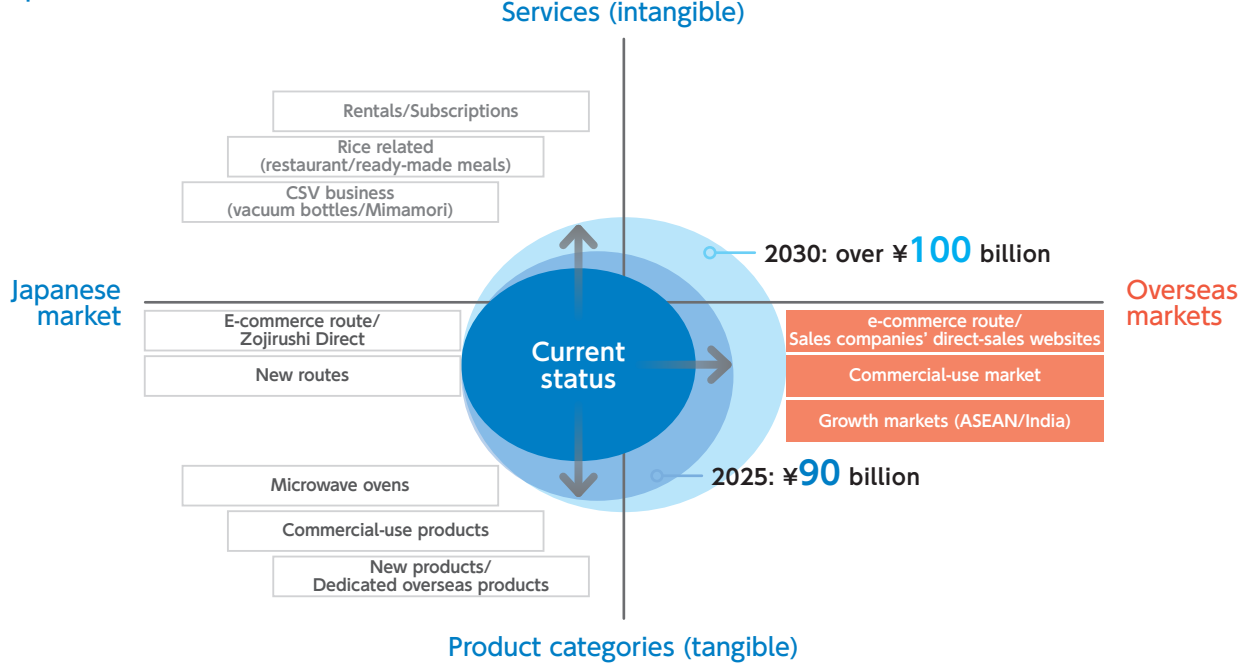 Services (intangible)
Rentals/Subscriptions
Rice related
(restaurant/ready-made meals)
CSV business
(vacuum bottles/Mimamori)
2030: over ¥100 billion
Japanese
market
Overseas
markets
E-commerce route/
Zojirushi Direct
New routes
Current
status
e-commerce route/
Sales companies’ direct-sales websites
Commercial-use market
Growth markets (ASEAN/India)
2025: ¥90 billion
Microwave ovens
Commercial-use products
New products/
Dedicated overseas products
Product categories (tangible)